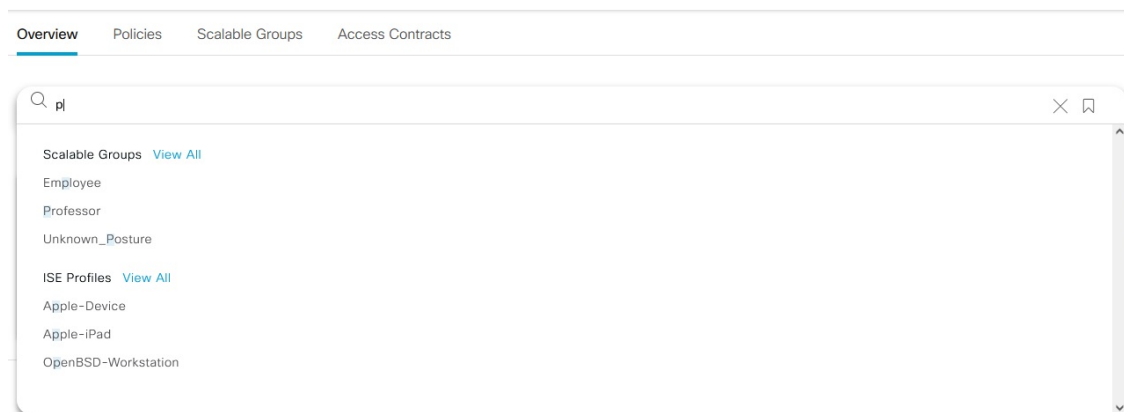 Overview Policies Scalable Groups Access Contracts
p
Scalable Groups View All
Employee
Professor
Unknown_Posture
ISE Profiles View All
Apple-Device
Apple-iPad
OpenBSD-Workstation